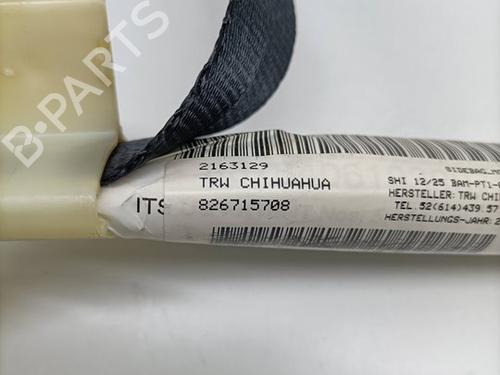 B-PARTS
2163129
TRW CHIHUAHUA
ITS
826715708
SIDEBAG
SHI 12/25 BAM-PT1-
HERSTELLER: TRW
TEL. 52(614)439 57
HERSTELLUNGS-JAHR: